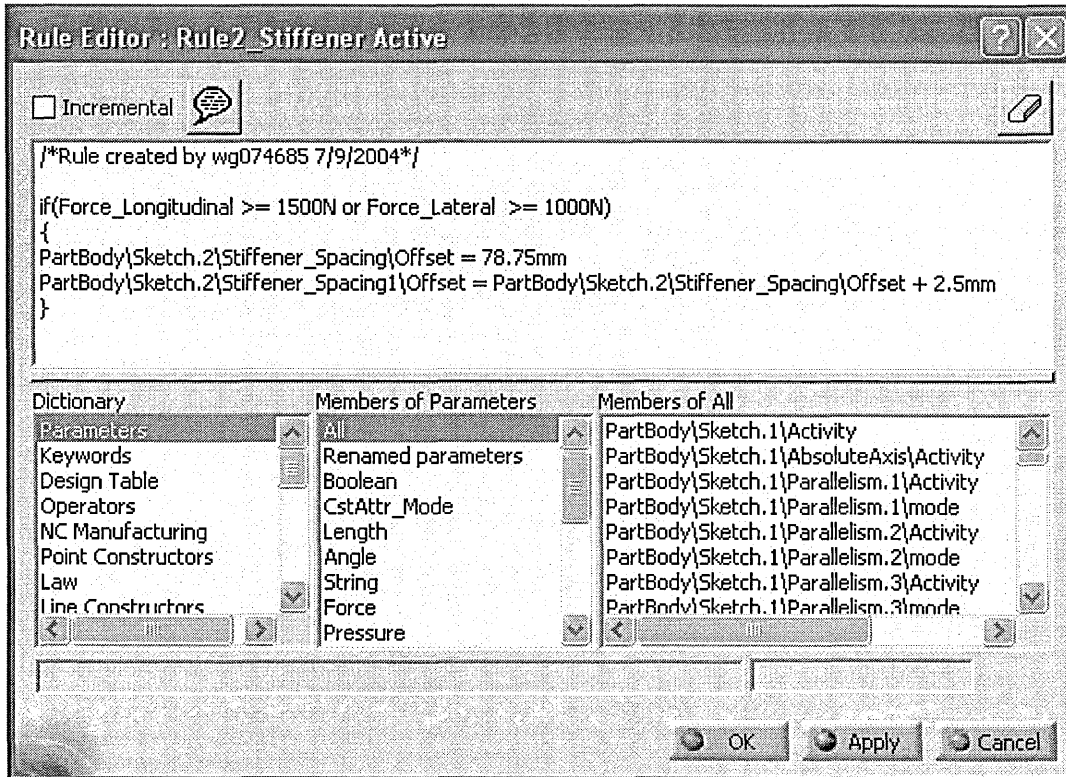 Rule Editor : Rule2_Stiffener Active
Incremental
/*Rule created by wg074685 7/9/2004*/
if(Force_Longitudinal >= 1500N or Force_Lateral >= 1000N)
{
PartBody\Sketch.2\Stiffener_Spacing\Offset = 78.75mm
PartBody\Sketch.2\Stiffener_Spacing1\Offset = PartBody\Sketch.2\Stiffener_Spacing\Offset + 2.5mm
}
Dictionary
Parameters
Keywords
Design Table
Operators
NC Manufacturing
Point Constructors
Law
Line Constructors
Members of Parameters
All
Renamed parameters
Boolean
CstAttr_Mode
Length
Angle
String
Force
Pressure
Members of All
PartBody\Sketch.1\Activity
PartBody\Sketch.1\AbsoluteAxis\Activity
PartBody\Sketch.1\Parallelism.1\Activity
PartBody\Sketch.1\Parallelism.1\mode
PartBody\Sketch.1\Parallelism.2\Activity
PartBody\Sketch.1\Parallelism.2\mode
PartBody\Sketch.1\Parallelism.3\Activity
PartBody\Sketch.1\Parallelism.3\mode
OK
Apply
Cancel